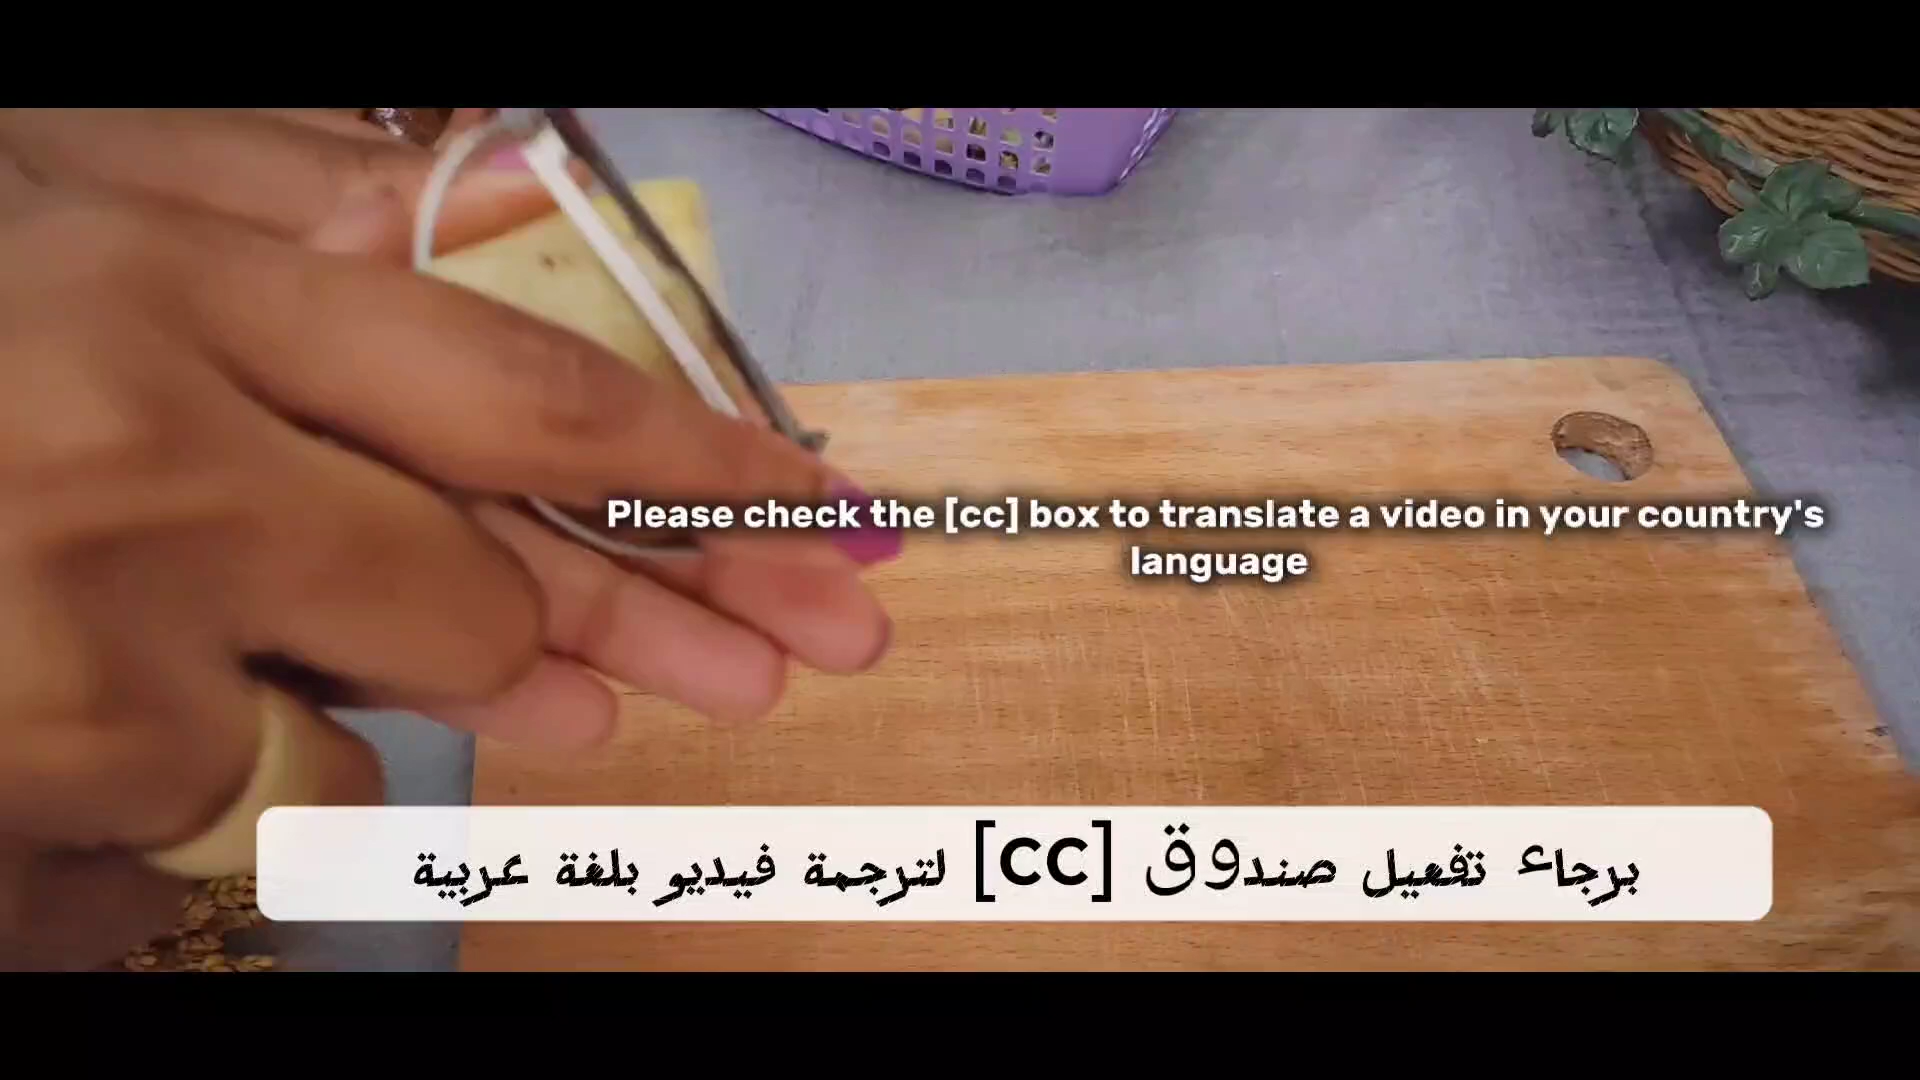 Please check the [cc] box to translate a video in your country's
language
برجاء تفعيل صندوق [cc] لترجمة فيديو بلغة عربية